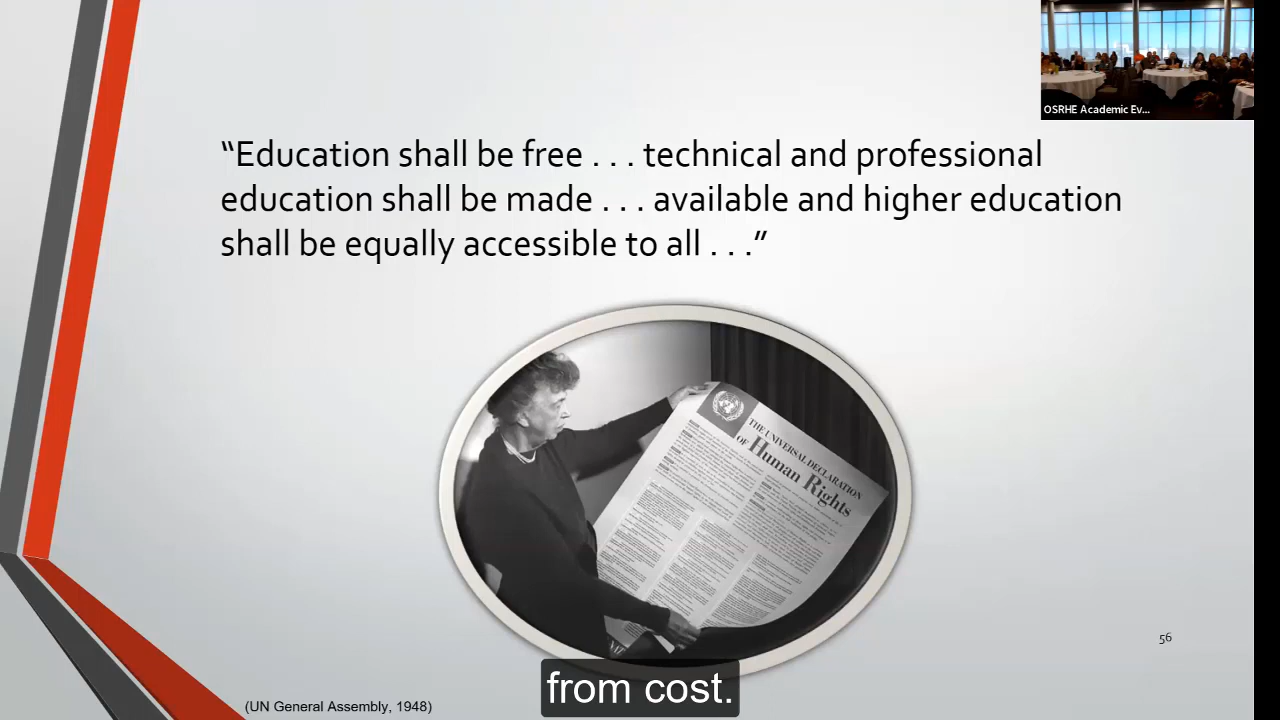 OSRHE Academic Ev...
“Education shall be free . . . technical and professional
education shall be made . . . available and higher education
shall be equally accessible to all . . .”
THE UNIVERSAL DECLARATION
OF Human Rights
56
from cost.
(UN General Assembly, 1948)